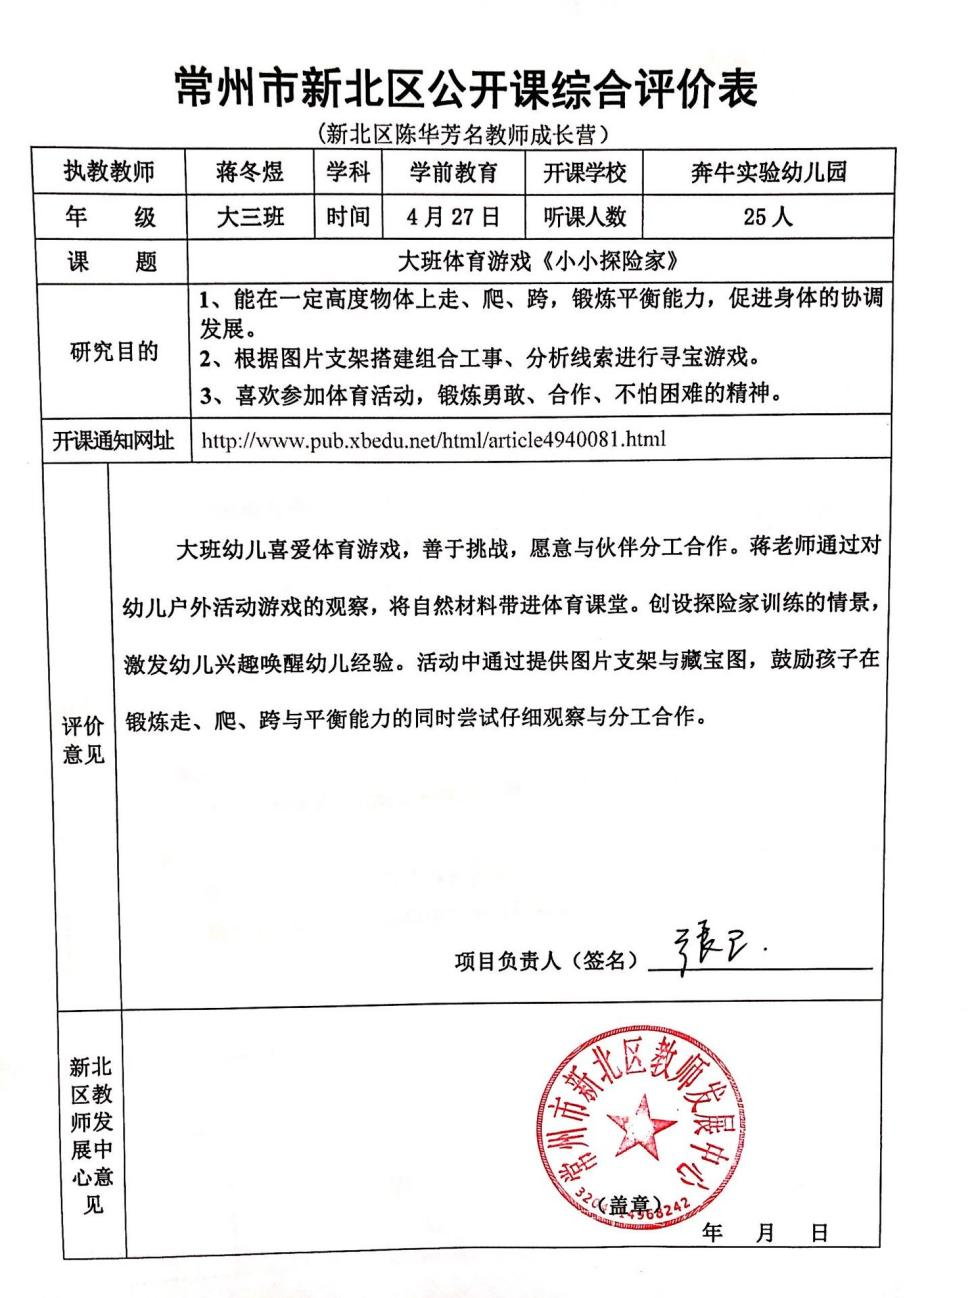 常州市新北区公开课综合评价表
（新北区陈华芳名教师成长营）
执教教师 蒋冬煜 学科 学前教育 开课学校 奔牛实验幼儿园
年 级 大三班 时间 4月27日 听课人数 25人
课 题 大班体育游戏《小小探险家》
研究目的
1、能在一定高度物体上走、爬、跨，锻炼平衡能力，促进身体的协调
发展。
2、根据图片支架搭建组合工事、分析线索进行寻宝游戏。
3、喜欢参加体育活动，锻炼勇敢、合作、不怕困难的精神。
开课通知网址 http://www.pub.xbedu.net/html/article4940081.html
评价
意见
大班幼儿喜爱体育游戏，善于挑战，愿意与伙伴分工合作。蒋老师通过对
幼儿户外活动游戏的观察，将自然材料带进体育课堂。创设探险家训练的情景，
激发幼儿兴趣唤醒幼儿经验。活动中通过提供图片支架与藏宝图，鼓励孩子在
锻炼走、爬、跨与平衡能力的同时尝试仔细观察与分工合作。
项目负责人（签名）
新北
区教
师发
展中
心意
见
常州市新北区教师发展中心
（盖章）
年 月 日